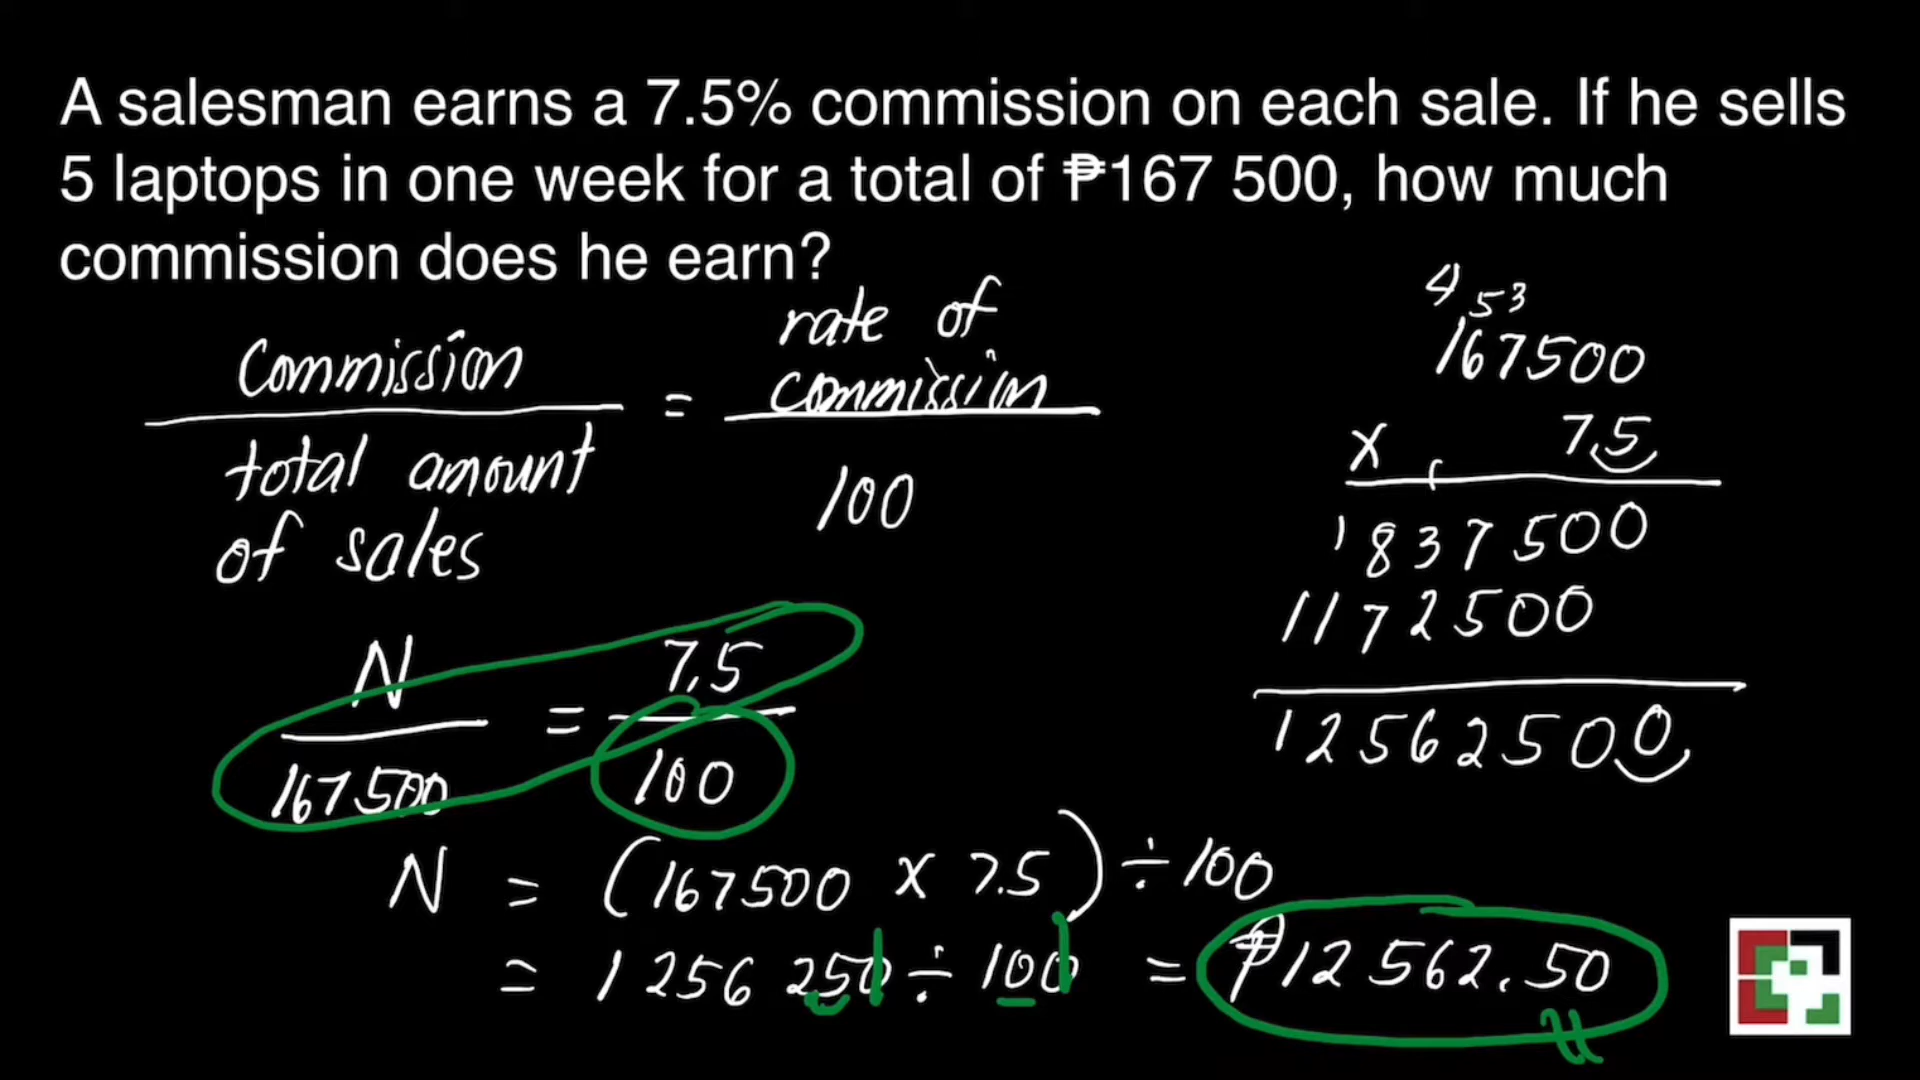 A salesman earns a 7.5% commission on each sale. If he sells
5 laptops in one week for a total of ₱167 500, how much
commission does he earn?
Commission
total amount
of sales
=
rate of
commission
100
N
167 500
=
7.5
100
N = (167500 x 7.5) ÷ 100
= 1 256 250 ÷ 100 = ₱12 562.50
4 5 3
167500
x 7.5
1837500
1172500
12562500